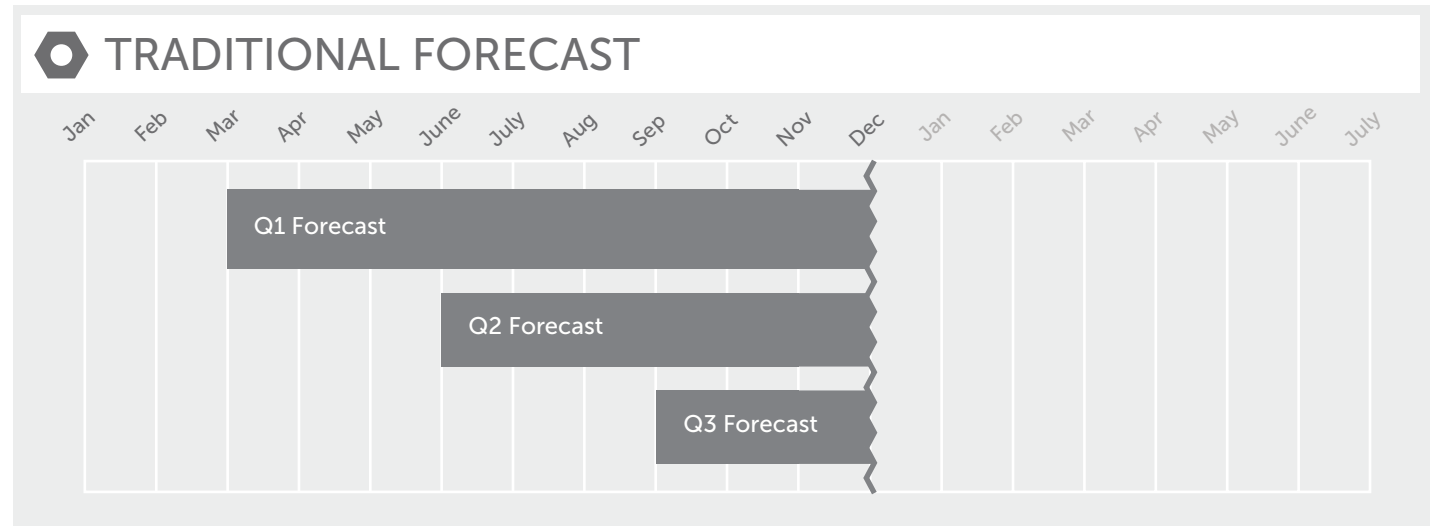 TRADITIONAL FORECAST
Jan Feb Mar Apr May June July Aug Sep Oct Nov Dec Jan Feb Mar Apr May June July
Q1 Forecast
Q2 Forecast
Q3 Forecast